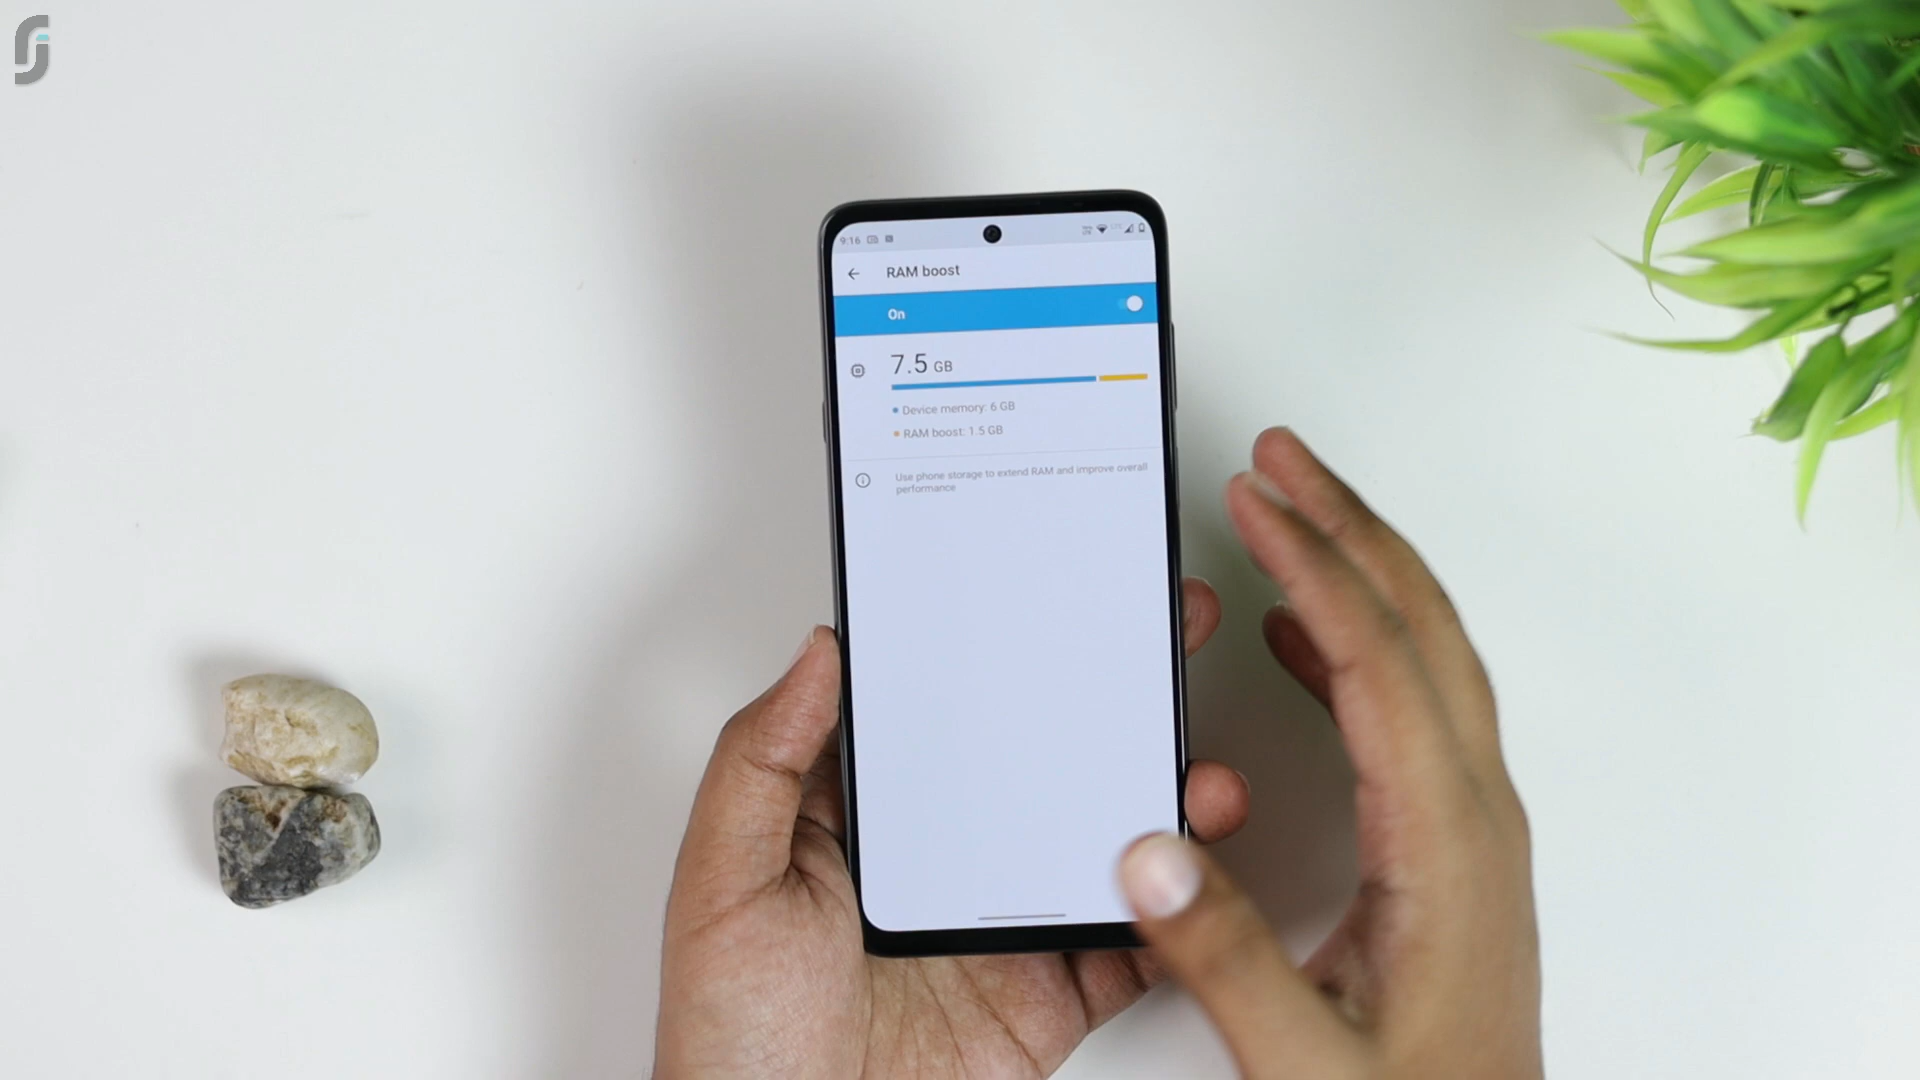 9:16
RAM boost
On
7.5 GB
Device memory: 6 GB
RAM boost: 1.5 GB
Use phone storage to extend RAM and improve overall
performance